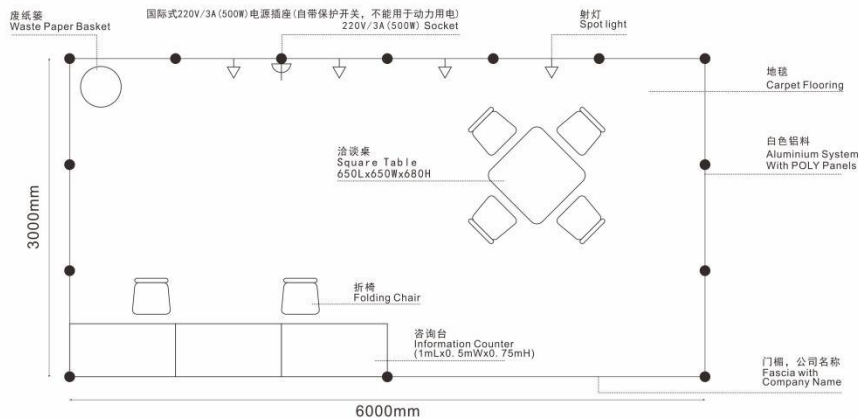 废纸篓
Waste Paper Basket
国际式220V/3A(500W)电源插座(自带保护开关，不能用于动力用电)
220V/3A(500W) Socket
射灯
Spot light
地毯
Carpet Flooring
洽谈桌
Square Table
650Lx650Wx680H
白色铝料
Aluminium System
With POLY Panels
3000mm
折椅
Folding Chair
咨询台
Information Counter
(1mLx0.5mWx0.75mH)
门楣，公司名称
Fascia with
Company Name
6000mm